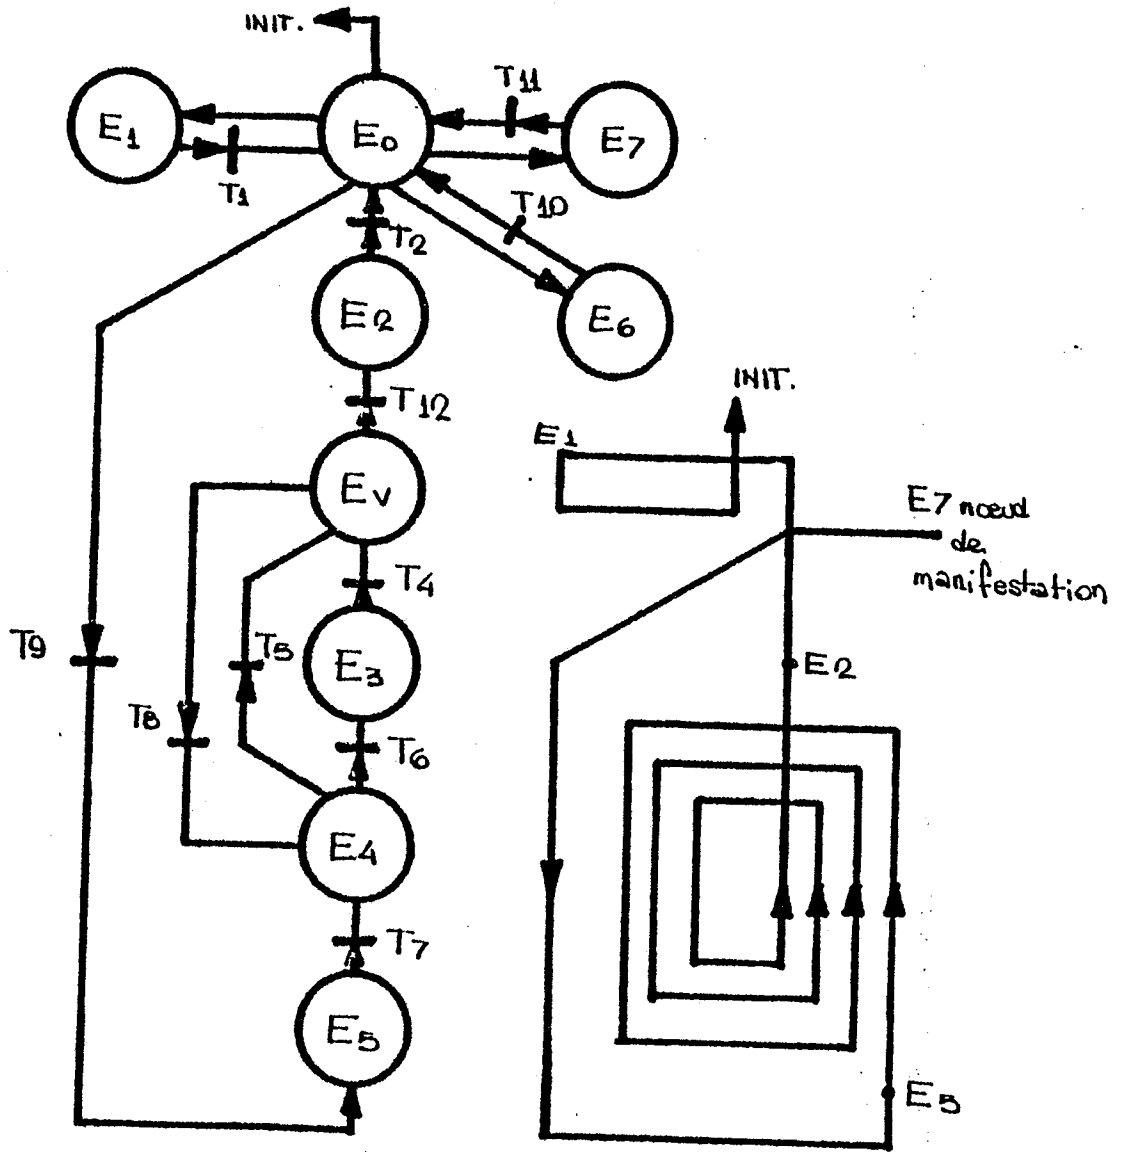 INIT.
T11
E1
E0
E7
T1
T10
T2
E2
E6
T12
INIT.
E1
Ev
E7 nœud
de
manifestation
T4
T9
T5
E3
E2
T8
T6
E4
T7
E5
E5